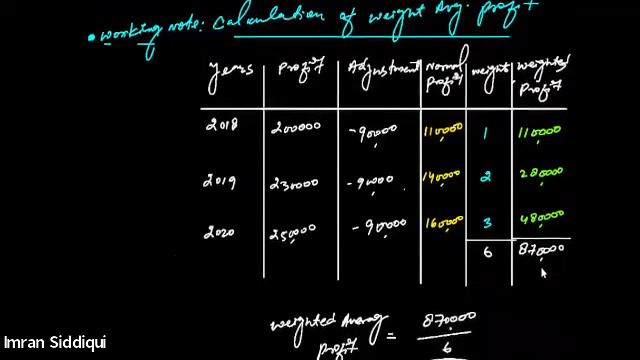 • working note: Calculation of weight Avg. profit
Years Profit Adjustment Normal Profit weight weighted Profit
2018 200000 -90000 110000 1 110000
2019 230000 -90000 140000 2 280000
2020 250000 -90000 160000 3 480000
6 870000
weighted Average Profit = 870000
6
Imran Siddiqui